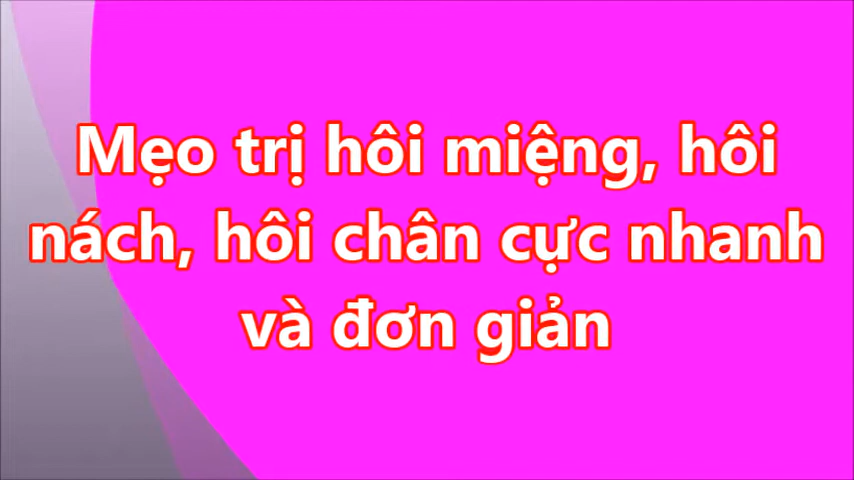 Mẹo trị hôi miệng, hôi
nách, hôi chân cực nhanh
và đơn giản